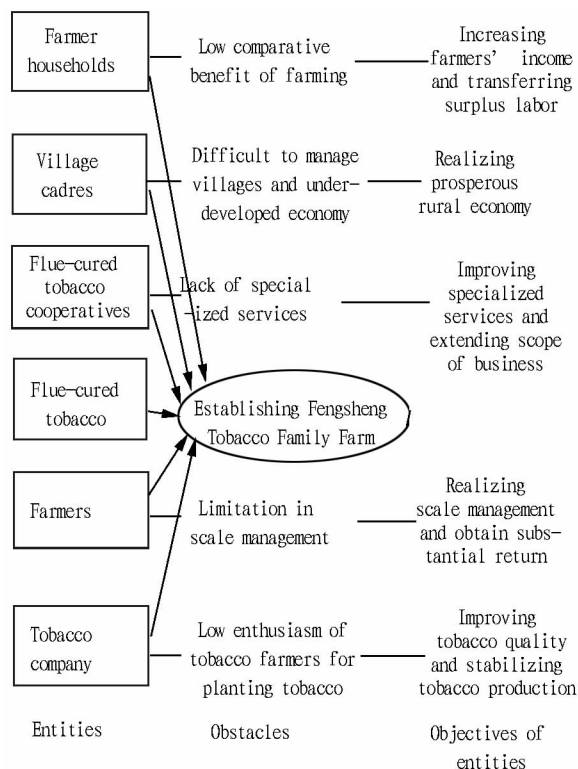 Farmer
households
Low comparative
benefit of farming
Increasing
farmers' income
and transferring
surplus labor
Village
cadres
Difficult to manage
villages and under-
developed economy
Realizing
prosperous
rural economy
Flue-cured
tobacco
cooperatives
Lack of special
-ized services
Improving
specialized
services and
extending scope
of business
Flue-cured
tobacco
Establishing Fengsheng
Tobacco Family Farm
Farmers
Limitation in
scale management
Realizing
scale management
and obtain subs-
tantial return
Tobacco
company
Low enthusiasm of
tobacco farmers for
planting tobacco
Improving
tobacco quality
and stabilizing
tobacco production
Entities
Obstacles
Objectives of
entities